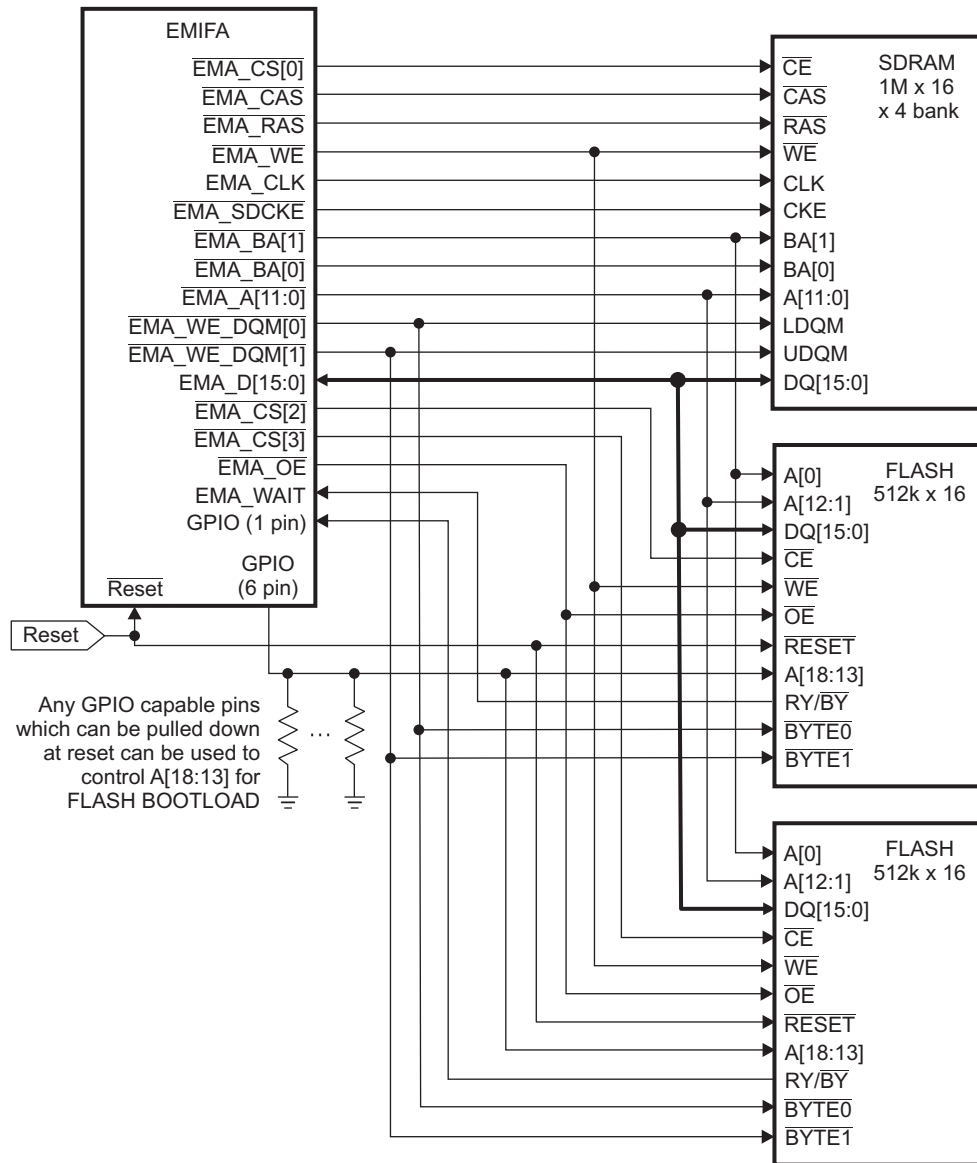 EMIFA
EMA_CS[0]
EMA_CAS
EMA_RAS
EMA_WE
EMA_CLK
EMA_SDCKE
EMA_BA[1]
EMA_BA[0]
EMA_A[11:0]
EMA_WE_DQM[0]
EMA_WE_DQM[1]
EMA_D[15:0]
EMA_CS[2]
EMA_CS[3]
EMA_OE
EMA_WAIT
GPIO (1 pin)
GPIO
(6 pin)
Reset
Reset
Any GPIO capable pins
which can be pulled down
at reset can be used to
control A[18:13] for
FLASH BOOTLOAD
...
SDRAM
1M x 16
x 4 bank
CE
CAS
RAS
WE
CLK
CKE
BA[1]
BA[0]
A[11:0]
LDQM
UDQM
DQ[15:0]
FLASH
512k x 16
A[0]
A[12:1]
DQ[15:0]
CE
WE
OE
RESET
A[18:13]
RY/BY
BYTE0
BYTE1
FLASH
512k x 16
A[0]
A[12:1]
DQ[15:0]
CE
WE
OE
RESET
A[18:13]
RY/BY
BYTE0
BYTE1